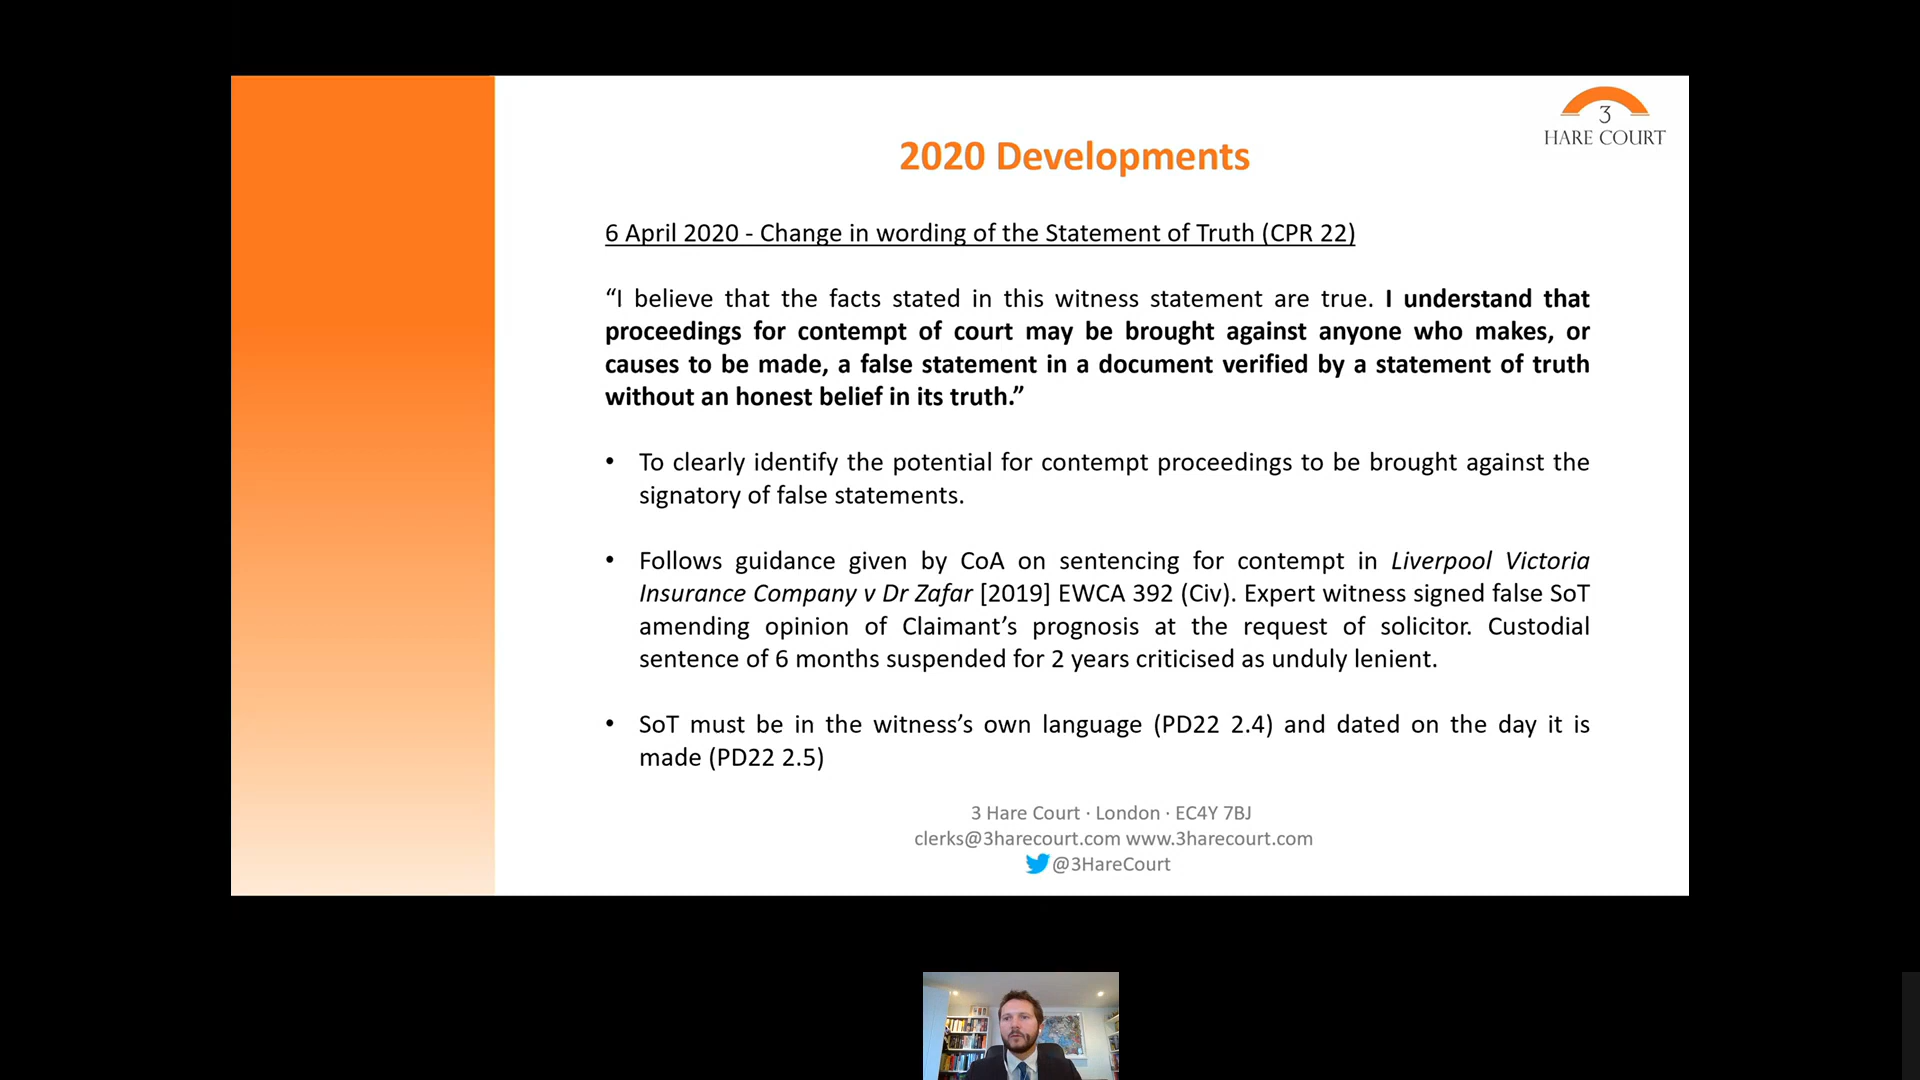 3
HARE COURT
2020 Developments
6 April 2020 - Change in wording of the Statement of Truth (CPR 22)
“I believe that the facts stated in this witness statement are true. I understand that
proceedings for contempt of court may be brought against anyone who makes, or
causes to be made, a false statement in a document verified by a statement of truth
without an honest belief in its truth.”
• To clearly identify the potential for contempt proceedings to be brought against the
signatory of false statements.
• Follows guidance given by CoA on sentencing for contempt in Liverpool Victoria
Insurance Company v Dr Zafar [2019] EWCA 392 (Civ). Expert witness signed false SoT
amending opinion of Claimant’s prognosis at the request of solicitor. Custodial
sentence of 6 months suspended for 2 years criticised as unduly lenient.
• SoT must be in the witness’s own language (PD22 2.4) and dated on the day it is
made (PD22 2.5)
3 Hare Court · London · EC4Y 7BJ
clerks@3harecourt.com www.3harecourt.com
@3HareCourt